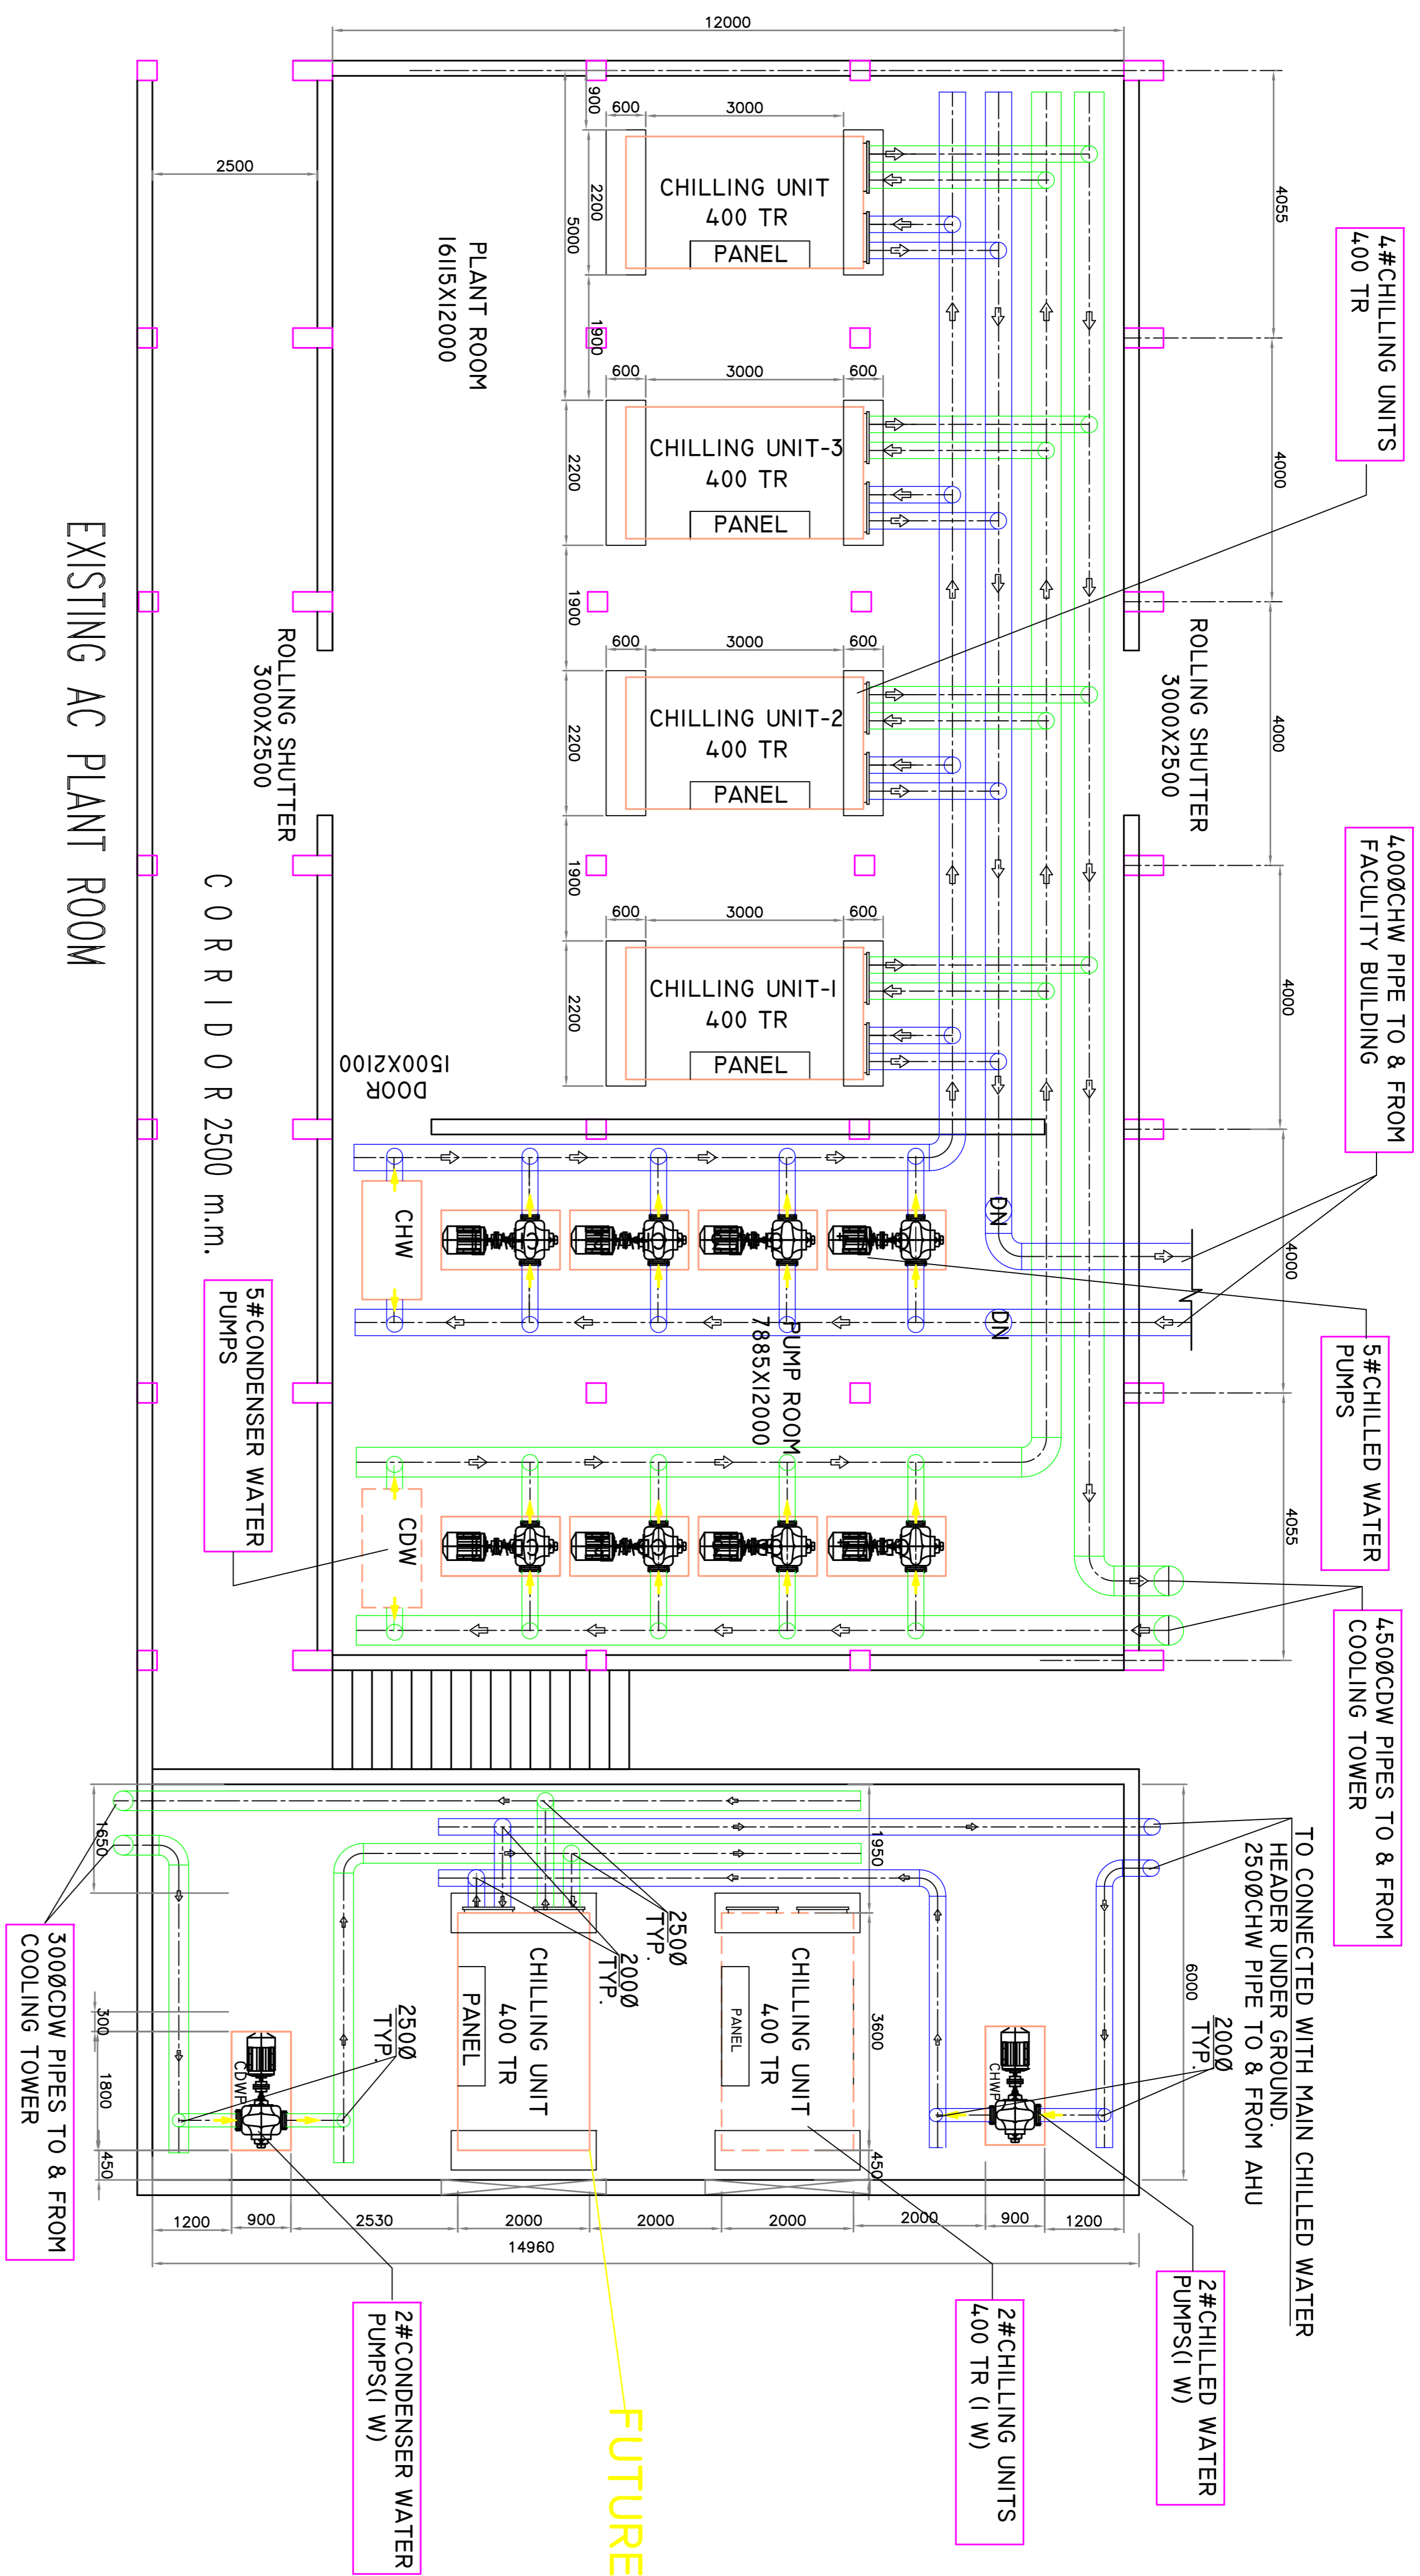 12000
4055
4000
4000
4000
4000
4055
2500
900
600
3000
2200
5000
1900
CHILLING UNIT
400 TR
PANEL
PLANT ROOM
16115X12000
4#CHILLING UNITS
400 TR
600
3000
600
2200
1900
CHILLING UNIT-3
400 TR
PANEL
600
3000
600
2200
1900
CHILLING UNIT-2
400 TR
PANEL
ROLLING SHUTTER
3000X2500
ROLLING SHUTTER
3000X2500
EXISTING AC PLANT ROOM
CORRIDOR 2500 m.m.
400ØCHW PIPE TO & FROM
FACULITY BUILDING
600
3000
600
2200
CHILLING UNIT-1
400 TR
PANEL
DOOR
1500X2100
CHW
DN
DN
PUMP ROOM
7885X12000
5#CHILLED WATER
PUMPS
5#CONDENSER WATER
PUMPS
CDW
450ØCDW PIPES TO & FROM
COOLING TOWER
TO CONNECTED WITH MAIN CHILLED WATER
HEADER UNDER GROUND.
250ØCHW PIPE TO & FROM AHU
1650
1950
6000
250Ø
TYP.
200Ø
TYP.
200Ø
TYP.
250Ø
TYP.
CHILLING UNIT
400 TR
PANEL
CHILLING UNIT
400 TR
PANEL
3600
450
300
1800
450
CDWP
CHWP
300ØCDW PIPES TO & FROM
COOLING TOWER
1200
900
2530
2000
2000
2000
2000
900
1200
14960
2#CHILLED WATER
PUMPS(1 W)
2#CHILLING UNITS
400 TR (1 W)
2#CONDENSER WATER
PUMPS(1 W)
FUTURE